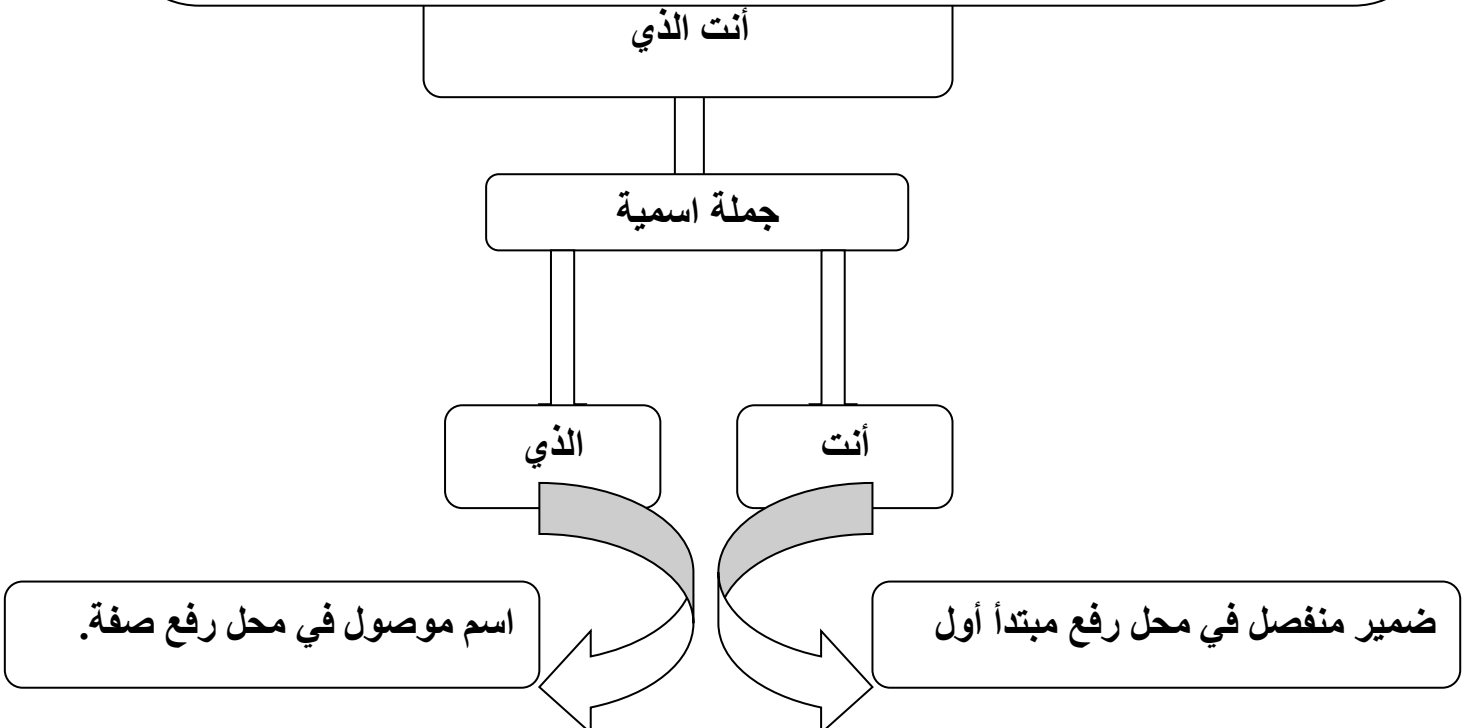 أنت الذي
جملة اسمية
أنت
الذي
ضمير منفصل في محل رفع مبتدأ أول
اسم موصول في محل رفع صفة.